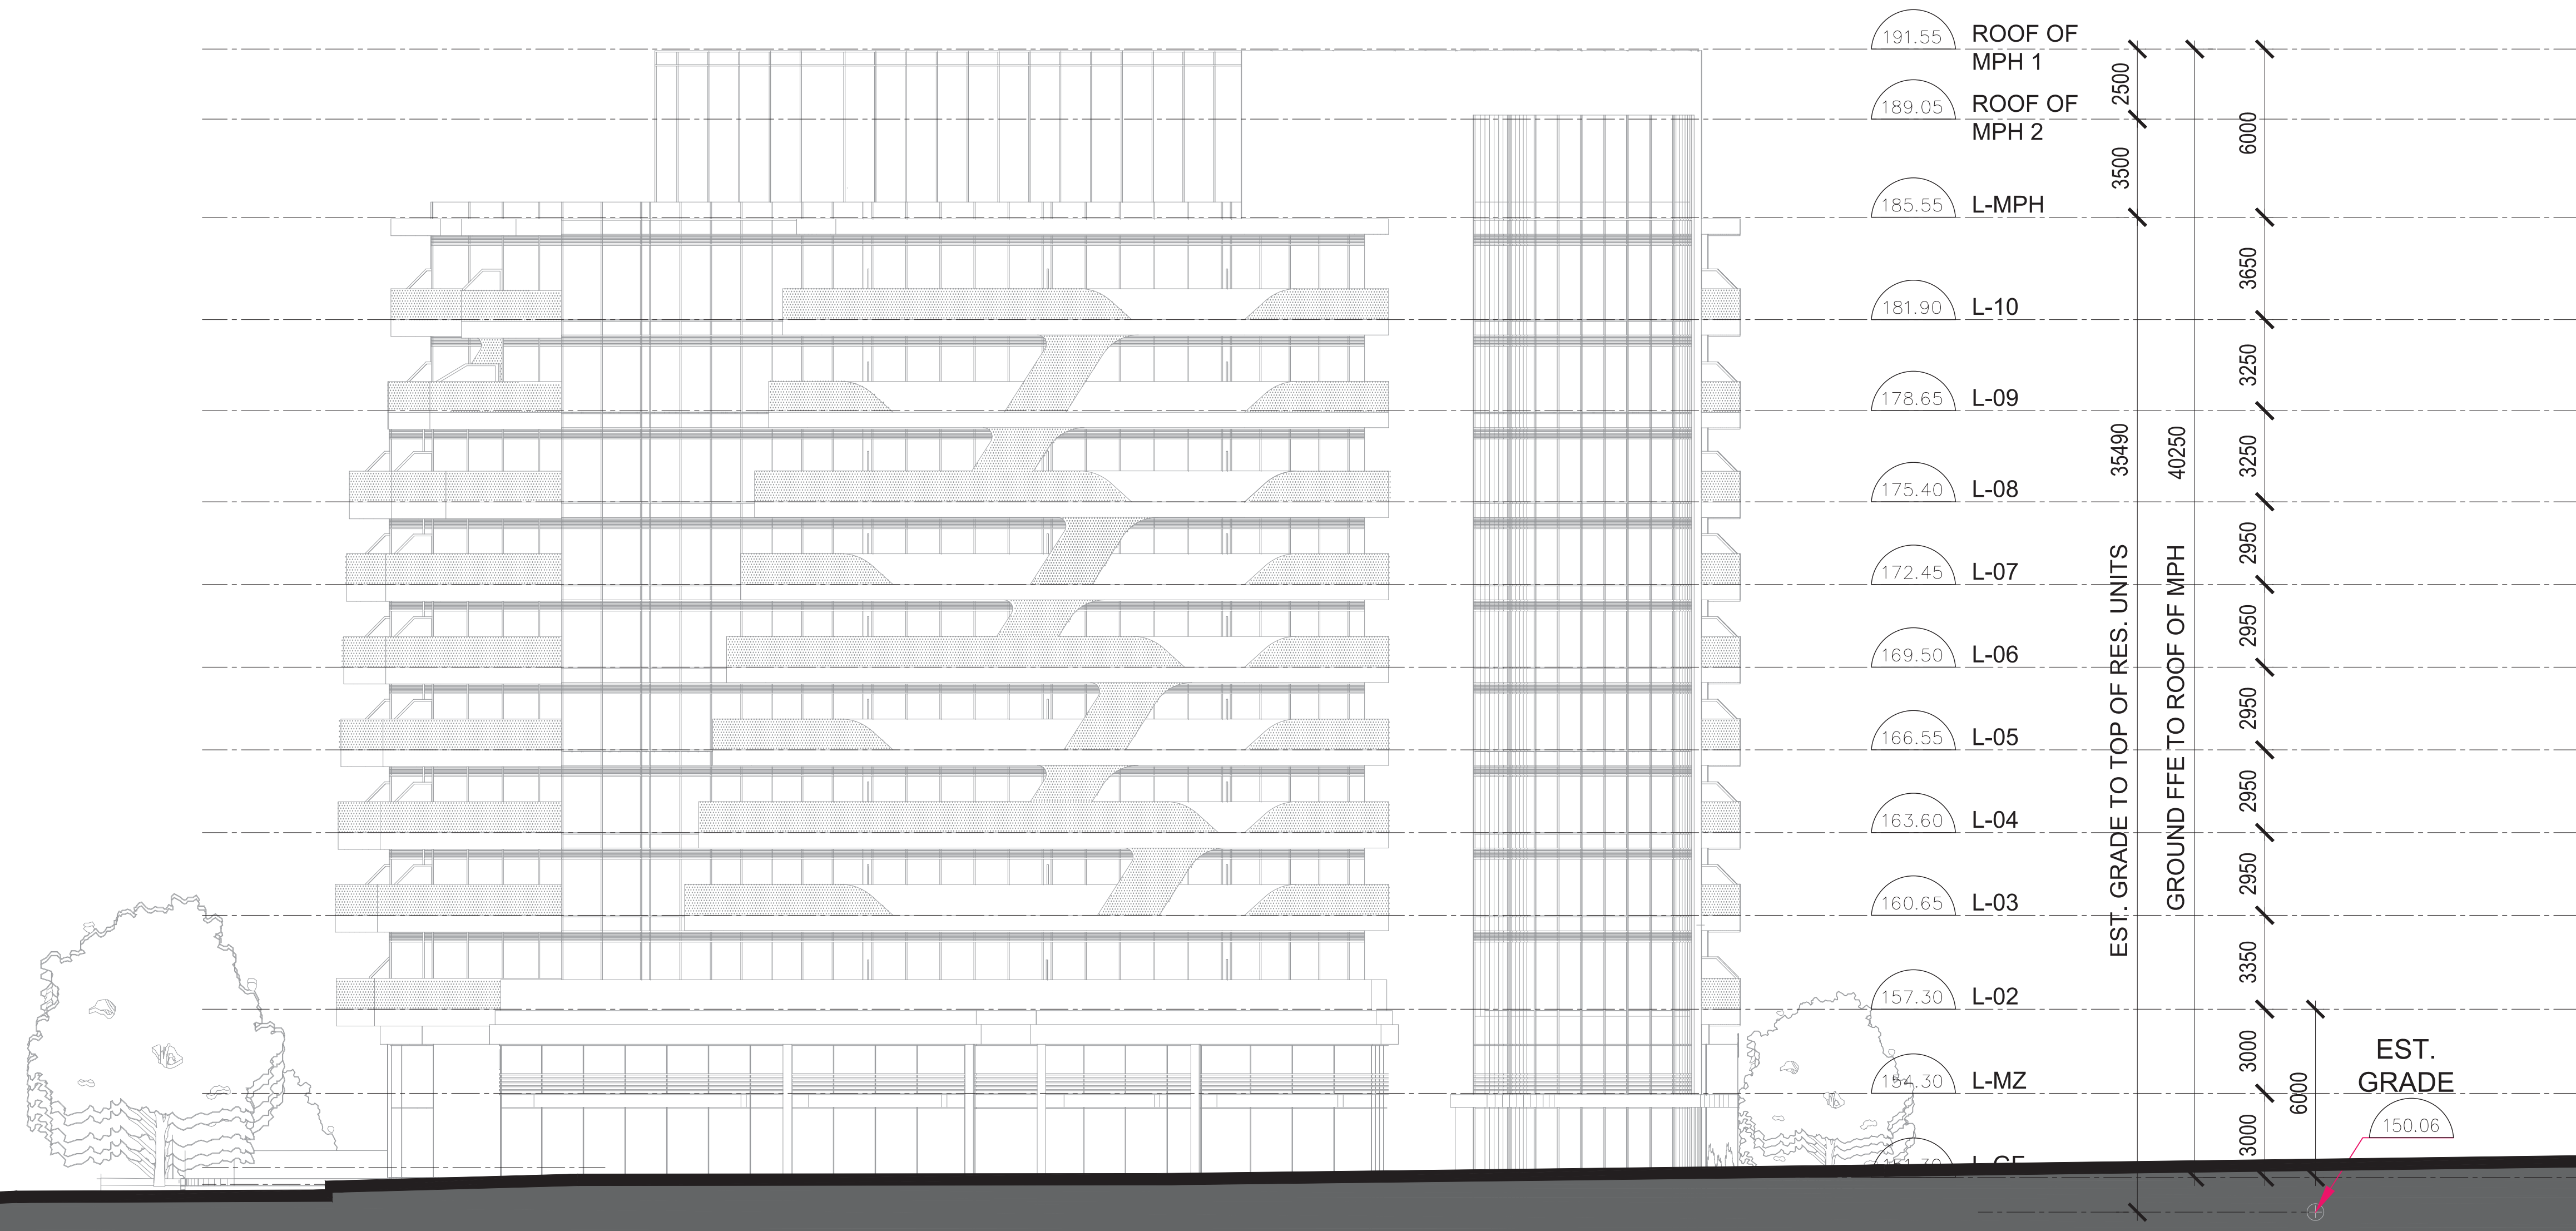 191.55
ROOF OF
MPH 1
189.05
ROOF OF
MPH 2
185.55
L-MPH
181.90
L-10
178.65
L-09
175.40
L-08
172.45
L-07
169.50
L-06
166.55
L-05
163.60
L-04
160.65
L-03
157.30
L-02
154.30
L-MZ
2500
3500
35490
EST. GRADE TO TOP OF RES. UNITS
40250
GROUND FFE TO ROOF OF MPH
6000
3650
3250
3250
2950
2950
2950
2950
2950
3350
3000
3000
6000
EST.
GRADE
150.06